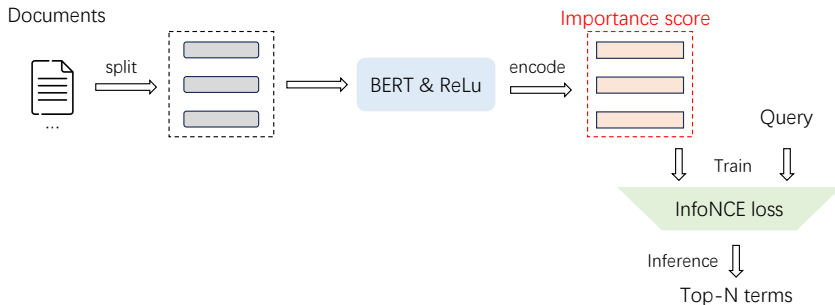 Documents
split
...
BERT & ReLu
encode
Importance score
Query
Train
InfoNCE loss
Inference
Top-N terms